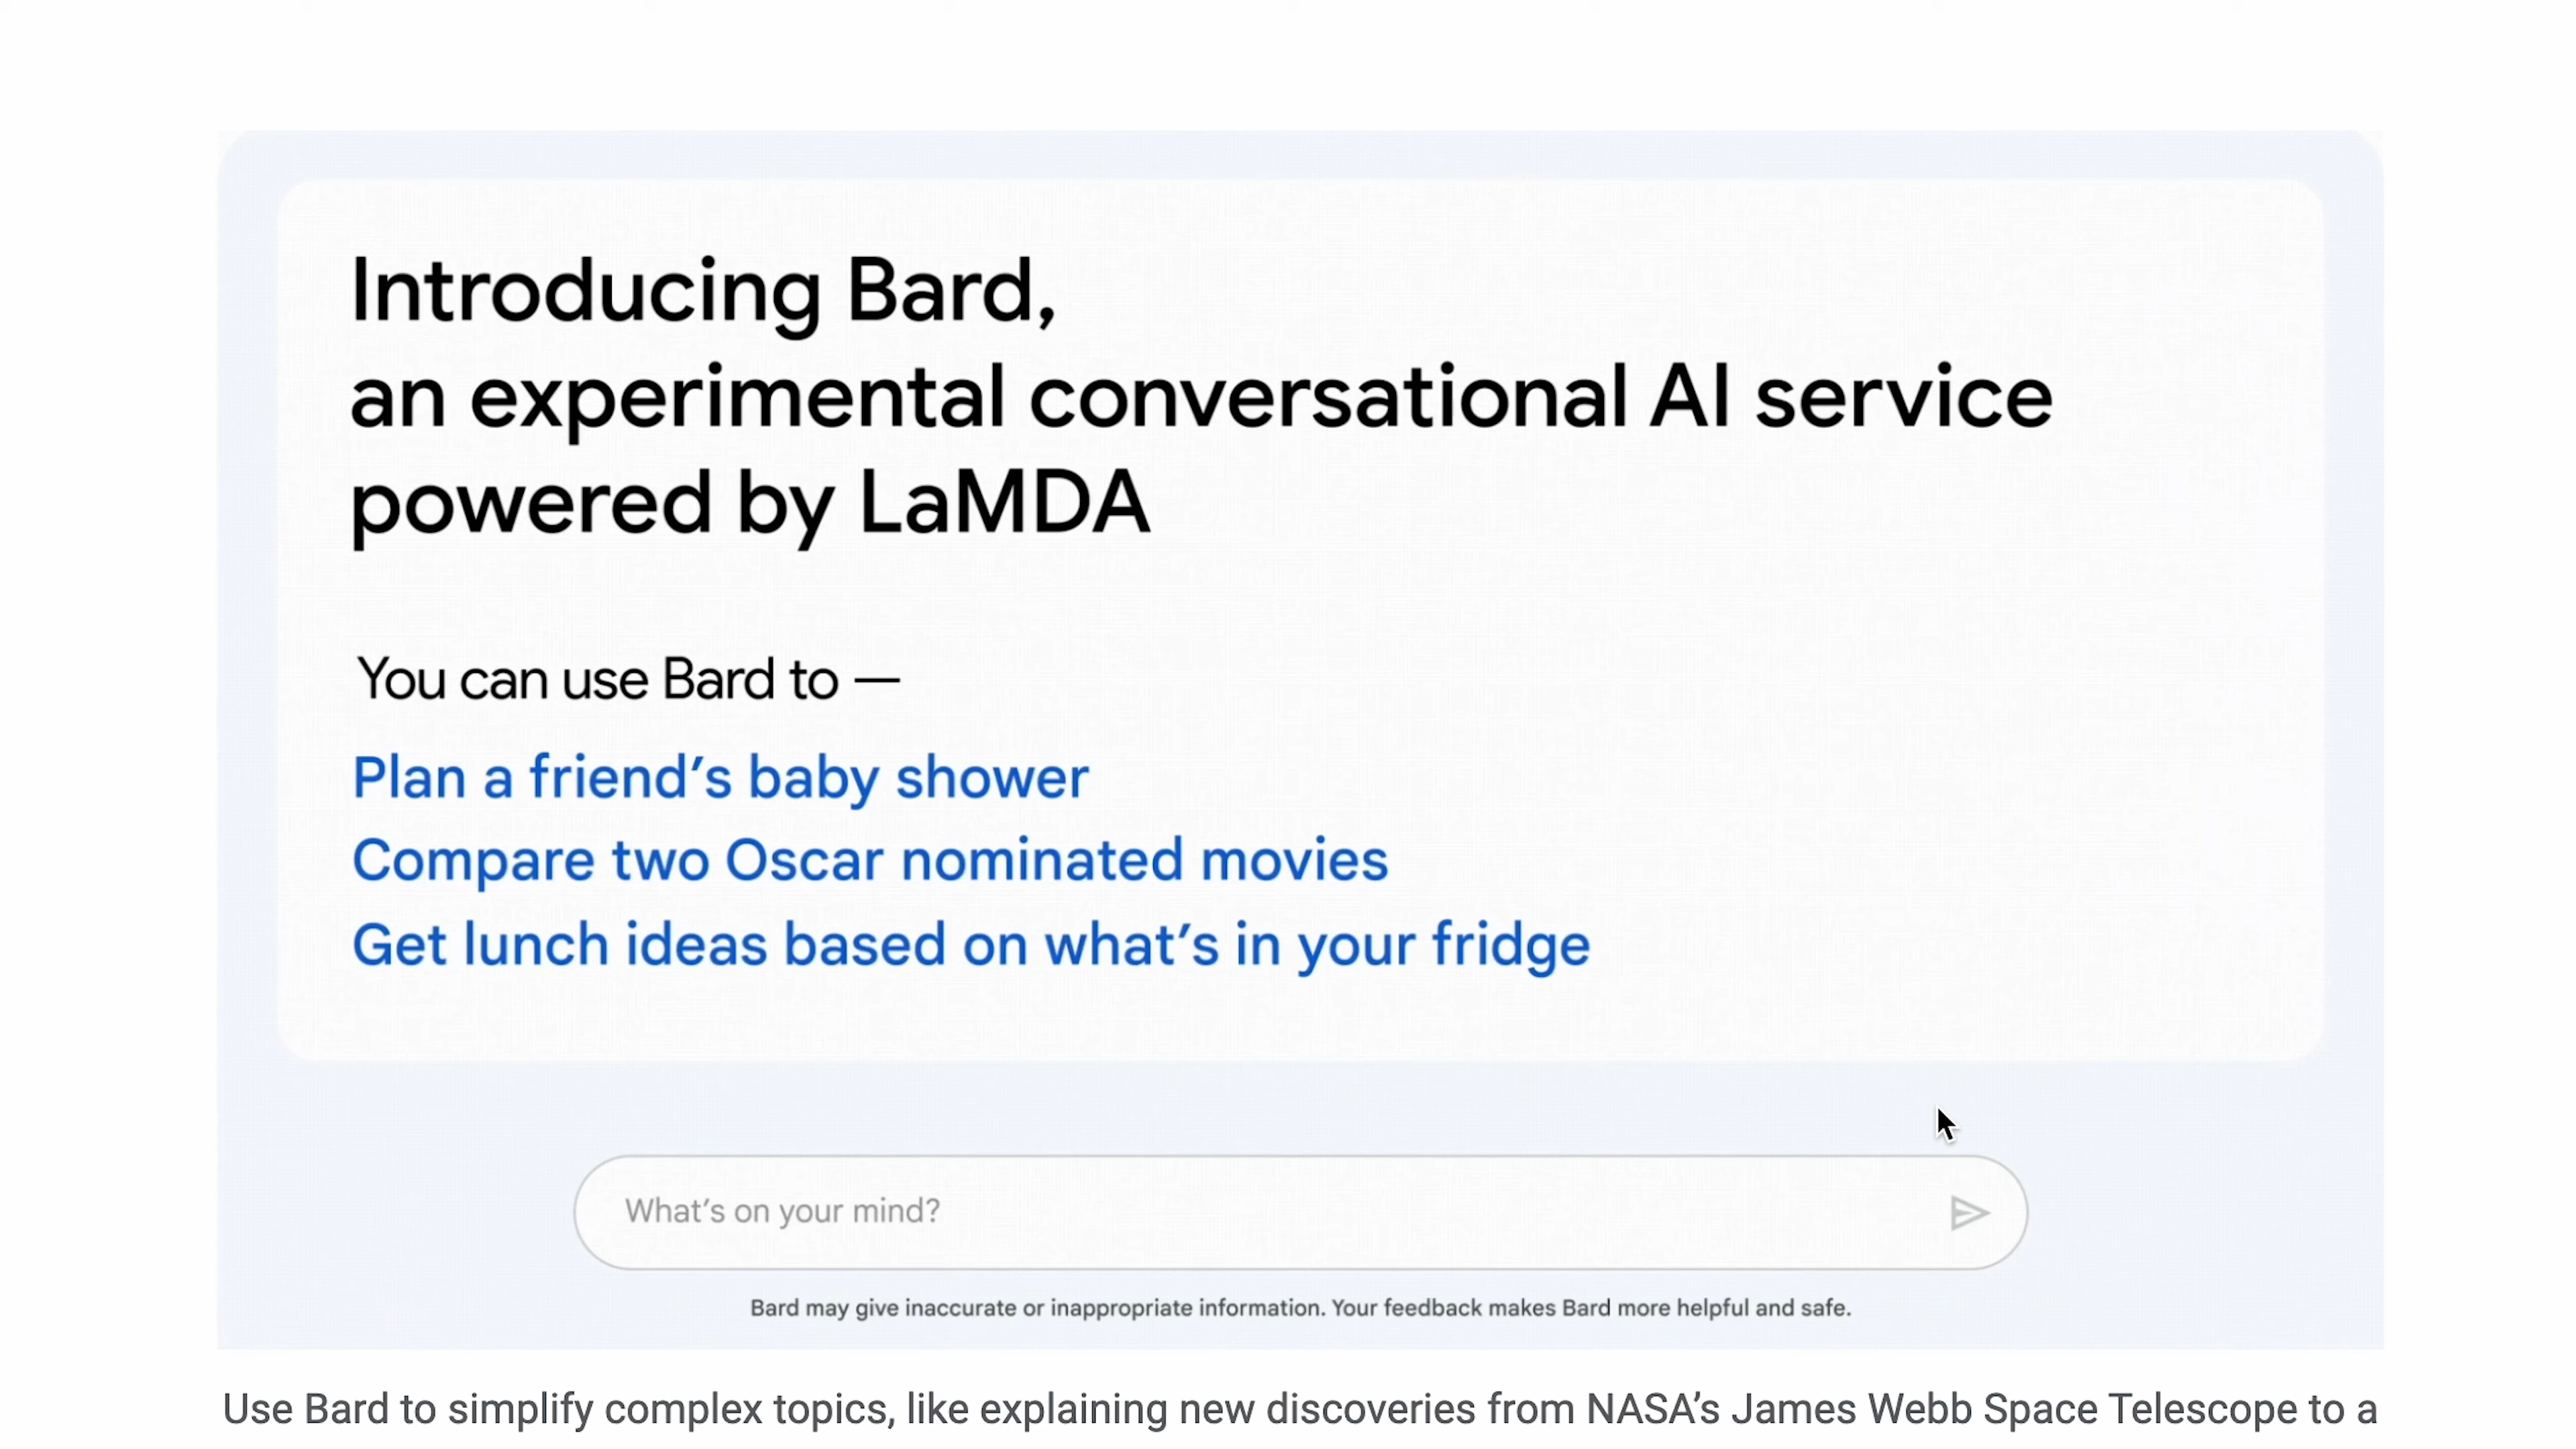 Introducing Bard,
an experimental conversational AI service
powered by LaMDA
You can use Bard to —
Plan a friend’s baby shower
Compare two Oscar nominated movies
Get lunch ideas based on what’s in your fridge
What’s on your mind?
Bard may give inaccurate or inappropriate information. Your feedback makes Bard more helpful and safe.
Use Bard to simplify complex topics, like explaining new discoveries from NASA’s James Webb Space Telescope to a